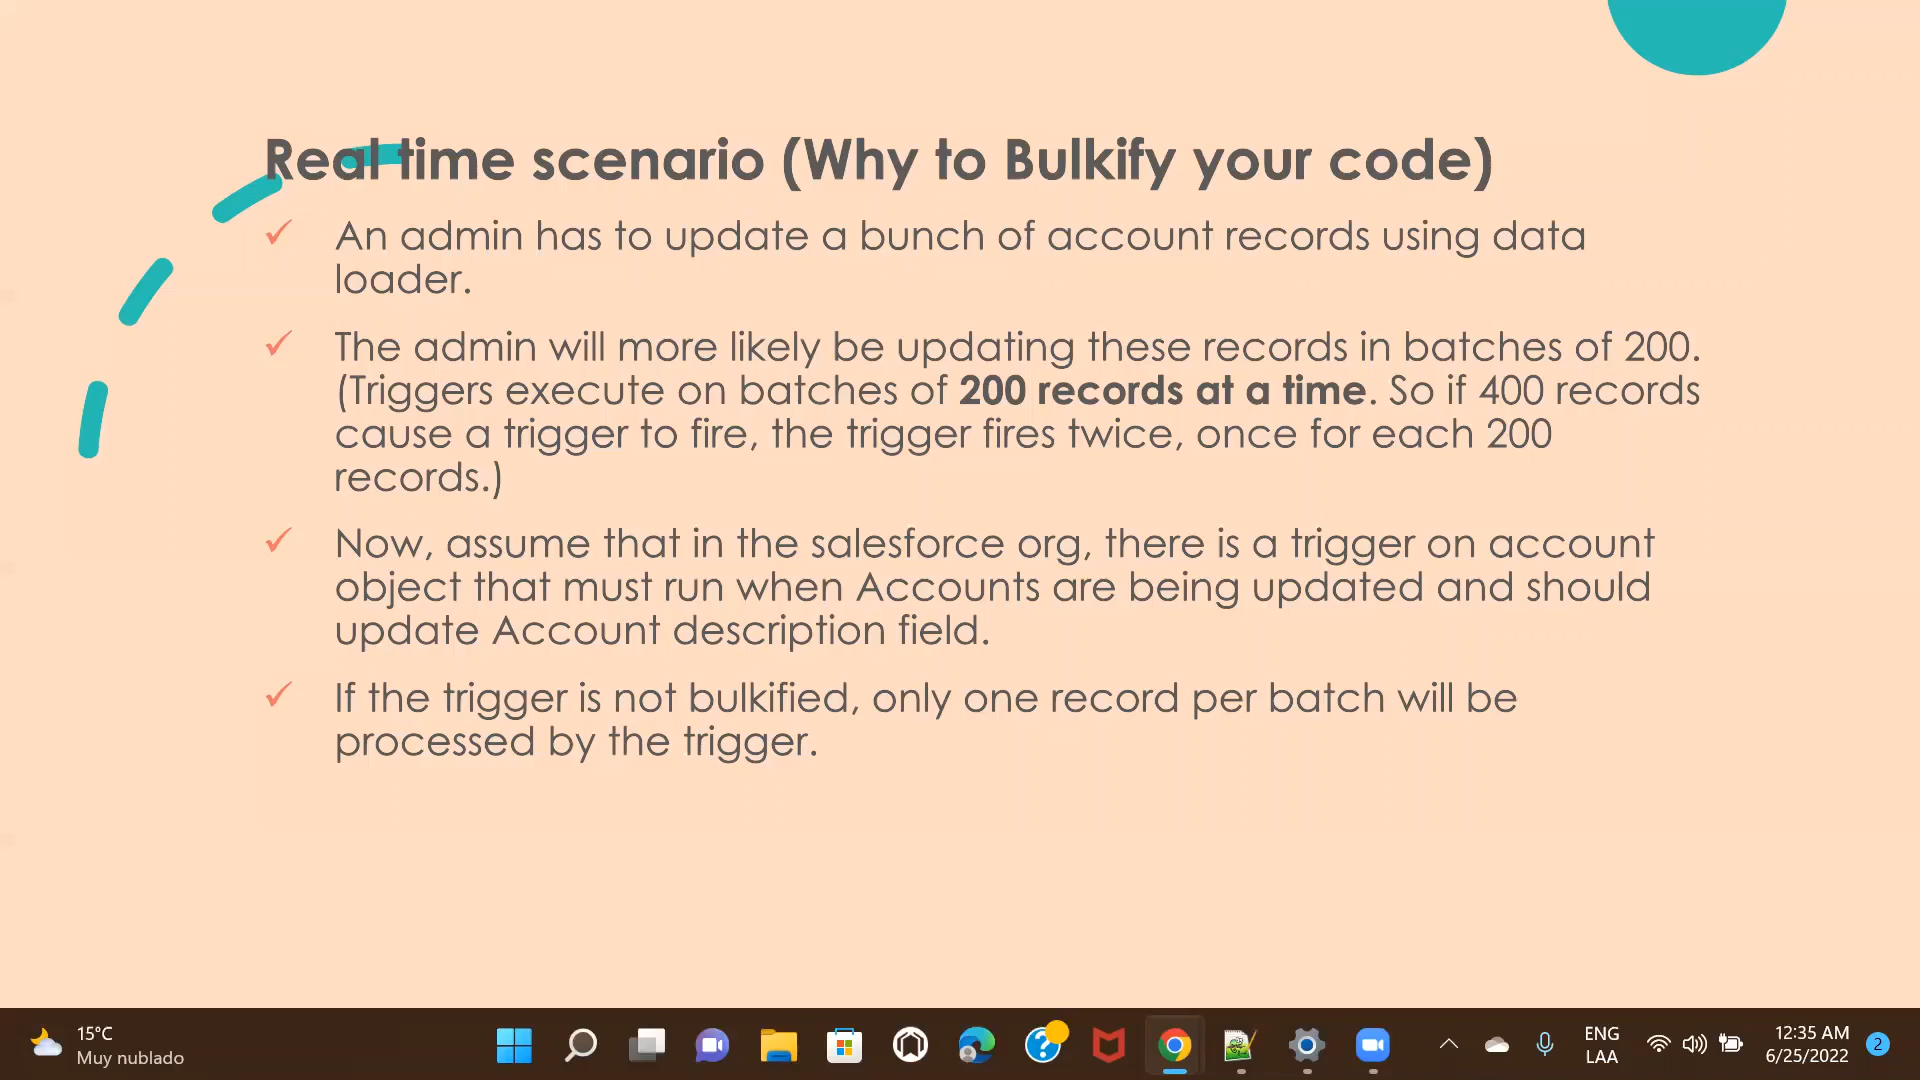 Real time scenario (Why to Bulkify your code)
An admin has to update a bunch of account records using data
loader.
The admin will more likely be updating these records in batches of 200.
(Triggers execute on batches of 200 records at a time. So if 400 records
cause a trigger to fire, the trigger fires twice, once for each 200
records.)
Now, assume that in the salesforce org, there is a trigger on account
object that must run when Accounts are being updated and should
update Account description field.
If the trigger is not bulkified, only one record per batch will be
processed by the trigger.
15°C
Muy nublado
ENG
LAA
12:35 AM
6/25/2022
2